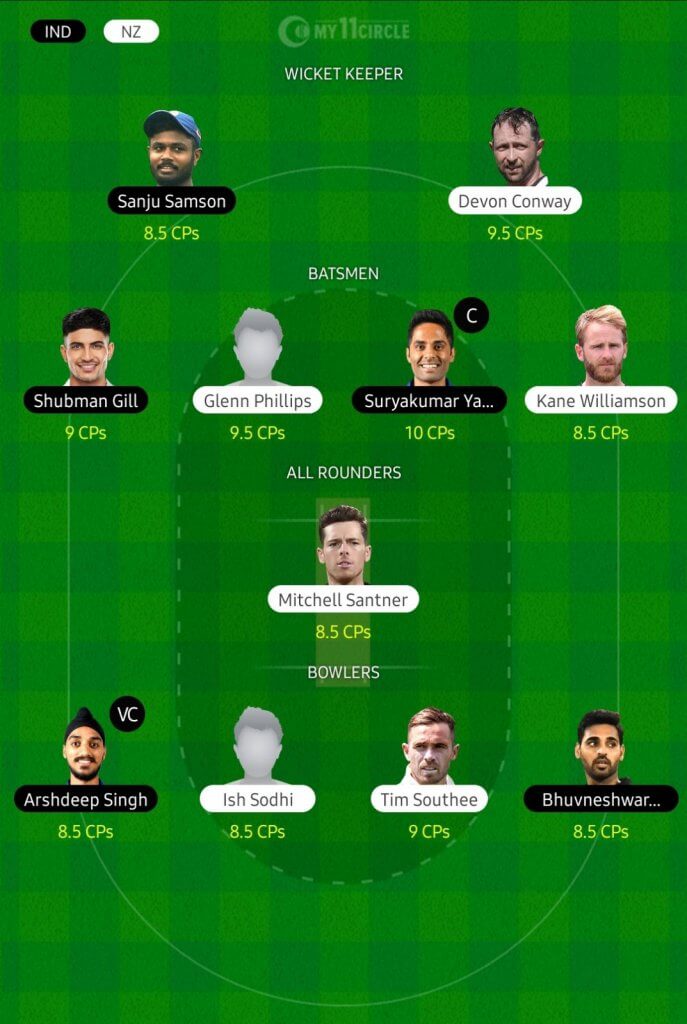 IND NZ MY11CIRCLE
WICKET KEEPER
Sanju Samson Devon Conway
8.5 CPs 9.5 CPs
BATSMEN
C
Shubman Gill Glenn Phillips Suryakumar Ya... Kane Williamson
9 CPs 9.5 CPs 10 CPs 8.5 CPs
ALL ROUNDERS
Mitchell Santner
8.5 CPs
BOWLERS
VC
Arshdeep Singh Ish Sodhi Tim Southee Bhuvneshwar...
8.5 CPs 8.5 CPs 9 CPs 8.5 CPs